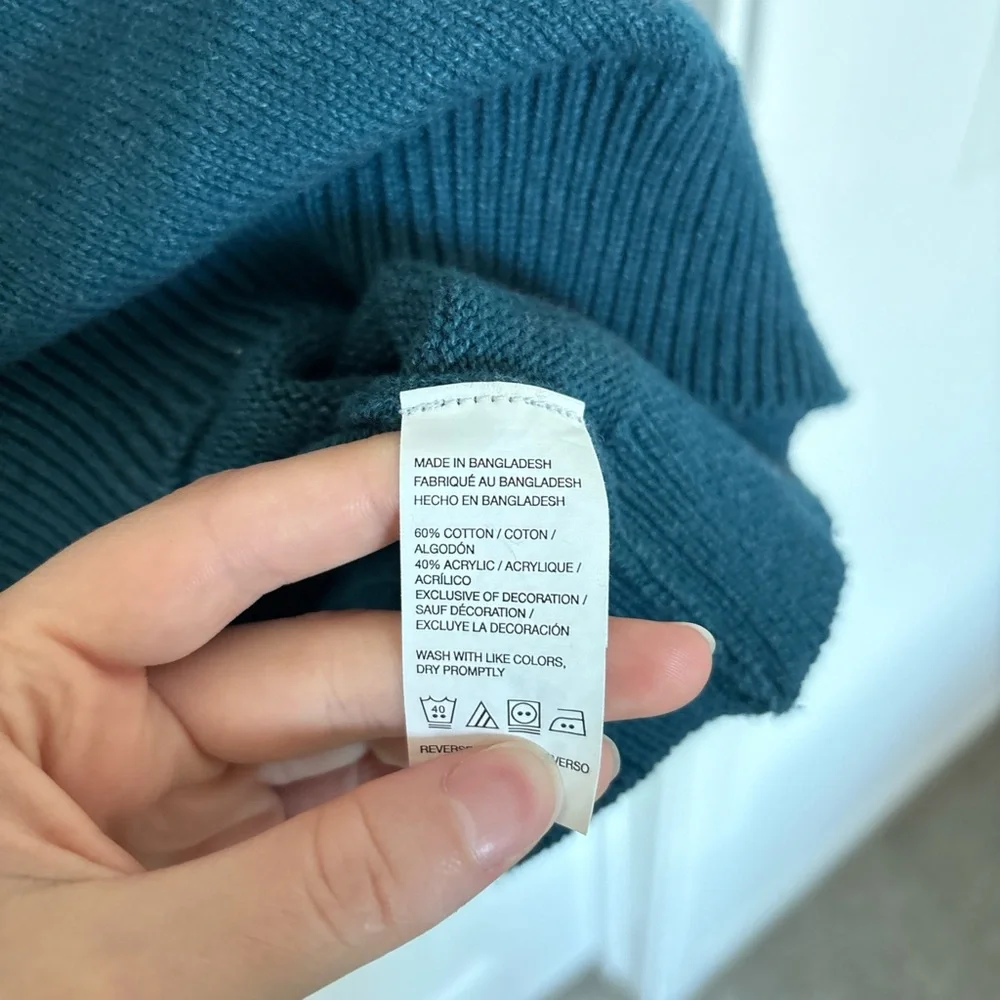 MADE IN BANGLADESH
FABRIQUÉ AU BANGLADESH
HECHO EN BANGLADESH
60% COTTON / COTON /
ALGODÓN
40% ACRYLIC / ACRYLIQUE /
ACRÍLICO
EXCLUSIVE OF DECORATION /
SAUF DÉCORATION /
EXCLUYE LA DECORACIÓN
WASH WITH LIKE COLORS,
DRY PROMPTLY
40